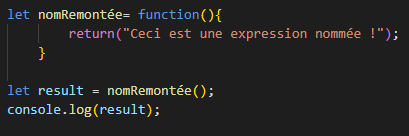 let nomRemontée= function(){
return("Ceci est une expression nommée !");
}
let result = nomRemontée();
console.log(result);